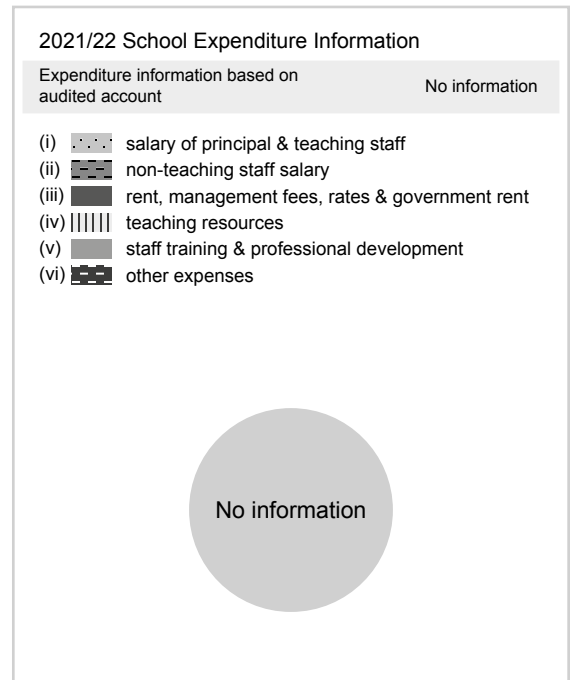 2021/22 School Expenditure Information
Expenditure information based on
audited account
No information
(i) salary of principal & teaching staff
(ii) non-teaching staff salary
(iii) rent, management fees, rates & government rent
(iv) teaching resources
(v) staff training & professional development
(vi) other expenses
No information